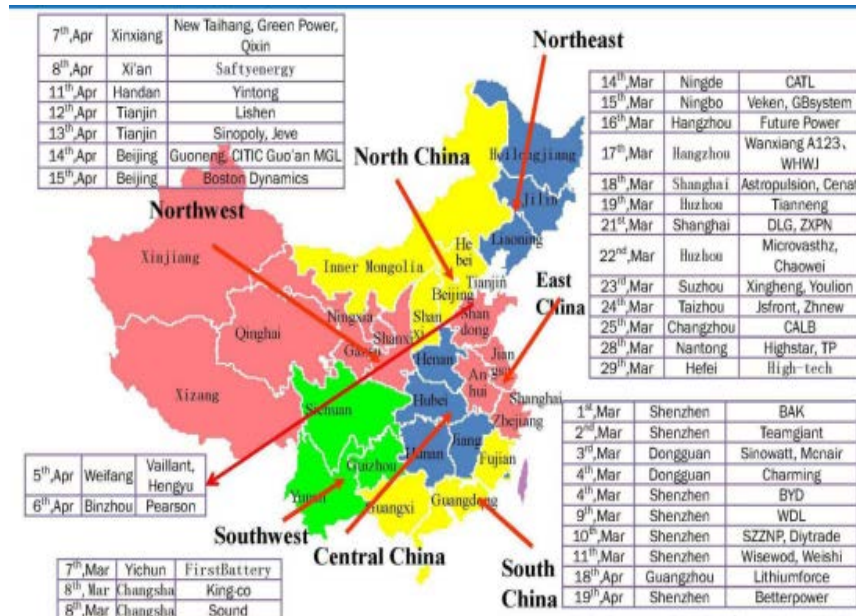 7th,Apr Xinxiang New Taihang, Green Power, Qixin
8th,Apr Xi'an Saftyenergy
11th,Apr Handan Yintong
12th,Apr Tianjin Lishen
13th,Apr Tianjin Sinopoly, Jeve
14th,Apr Beijing Guoneng, CITIC Guo'an MGL
15th,Apr Beijing Boston Dynamics
Northeast
14th,Mar Ningde CATL
15th,Mar Ningbo Veken, GBsystem
16th,Mar Hangzhou Future Power
17th,Mar Hangzhou Wanxiang A123、 WHWJ
18th,Mar Shanghai Astropulsion, Cenat
19th,Mar Huzhou Tianneng
21st,Mar Shanghai DLG, ZXPN
22nd,Mar Huzhou Microvasthz, Chaowei
23rd,Mar Suzhou Xingheng, Youlion
24th,Mar Taizhou Jsfront, Zhnew
25th,Mar Changzhou CALB
28th,Mar Nantong Highstar, TP
29th,Mar Hefei High-tech
North China
Northwest
Heilongjiang
Jilin
Liaoning
Xinjiang
Inner Mongolia
He
bei
Tianjin
Beijing
East
China
Ningxia
Shan
Xi
Shan
dong
Qinghai
Shanxi
Gansu
Henan
Jiang
su
An
hui
Xizang
Hubei
Shanghai
Zhejiang
Sichuan
Hunan
Jiang
Fujian
Guizhou
Yunan
Guangxi
Guangdong
Southwest
Central China
South
China
5th,Apr Weifang Vaillant, Hengyu
6th,Apr Binzhou Pearson
1st,Mar Shenzhen BAK
2nd,Mar Shenzhen Teamgiant
3rd,Mar Dongguan Sinowatt, Mcnair
4th,Mar Dongguan Charming
4th,Mar Shenzhen BYD
9th,Mar Shenzhen WDL
10th,Mar Shenzhen SZZNP, Diytrade
11th,Mar Shenzhen Wisewod, Weishi
18th,Apr Guangzhou Lithiumforce
19th,Apr Shenzhen Betterpower
7th,Mar Yichun FirstBattery
8th,Mar Changsha King-co
8th,Mar Changsha Sound